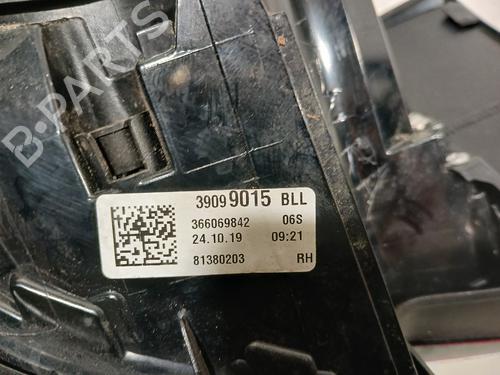 B-PARTS
39099015 BLL
366069842 06S
24.10.19 09:21
81380203 RH